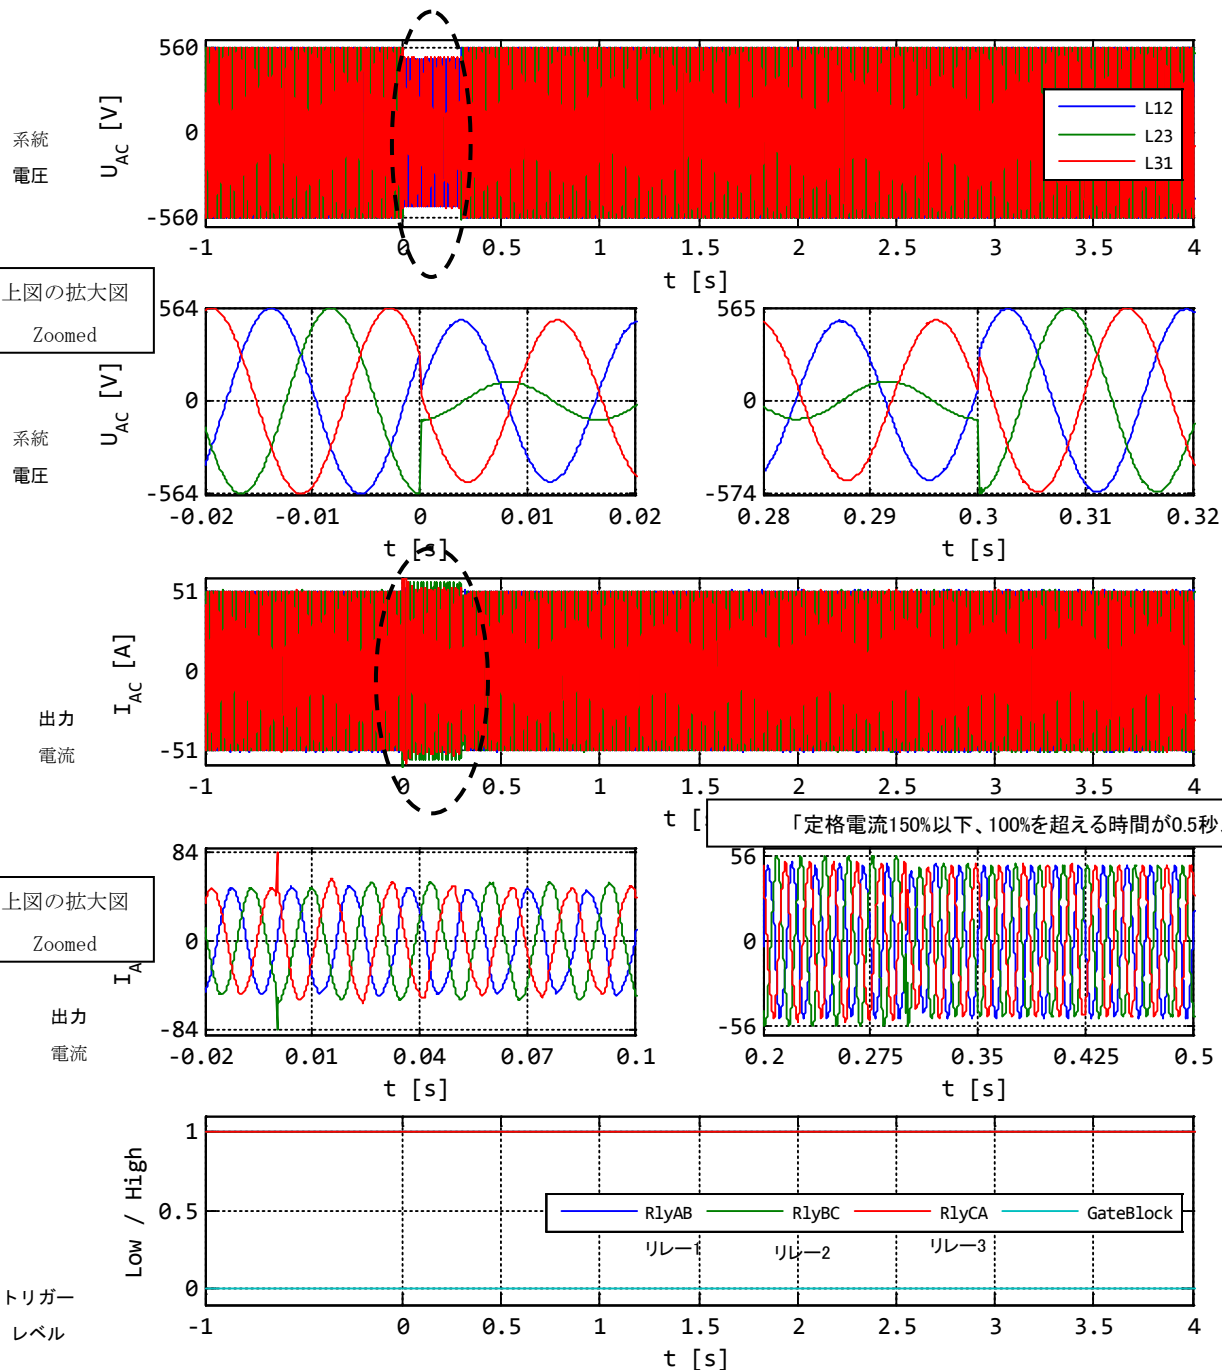 560
0
-560
U_AC [V]
系統
電圧
L12
L23
L31
-1 0 0.5 1 1.5 2 2.5 3 3.5 4
t [s]
上図の拡大図
Zoomed
564
0
-564
U_AC [V]
系統
電圧
-0.02 -0.01 0 0.01 0.02
t [s]
565
0
-574
0.28 0.29 0.3 0.31 0.32
t [s]
51
0
-51
I_AC [A]
出力
電流
-1 0 0.5 1 1.5 2 2.5 3 3.5 4
t [s
「定格電流150%以下、100%を超える時間が0.5秒
上図の拡大図
Zoomed
84
0
-84
I_A
出力
電流
-0.02 0.01 0.04 0.07 0.1
t [s]
56
0
-56
0.2 0.275 0.35 0.425 0.5
t [s]
1
0.5
0
Low / High
RlyAB RlyBC RlyCA GateBlock
リレー1 リレー2 リレー3
トリガー
レベル
-1 0 0.5 1 1.5 2 2.5 3 3.5 4
t [s]